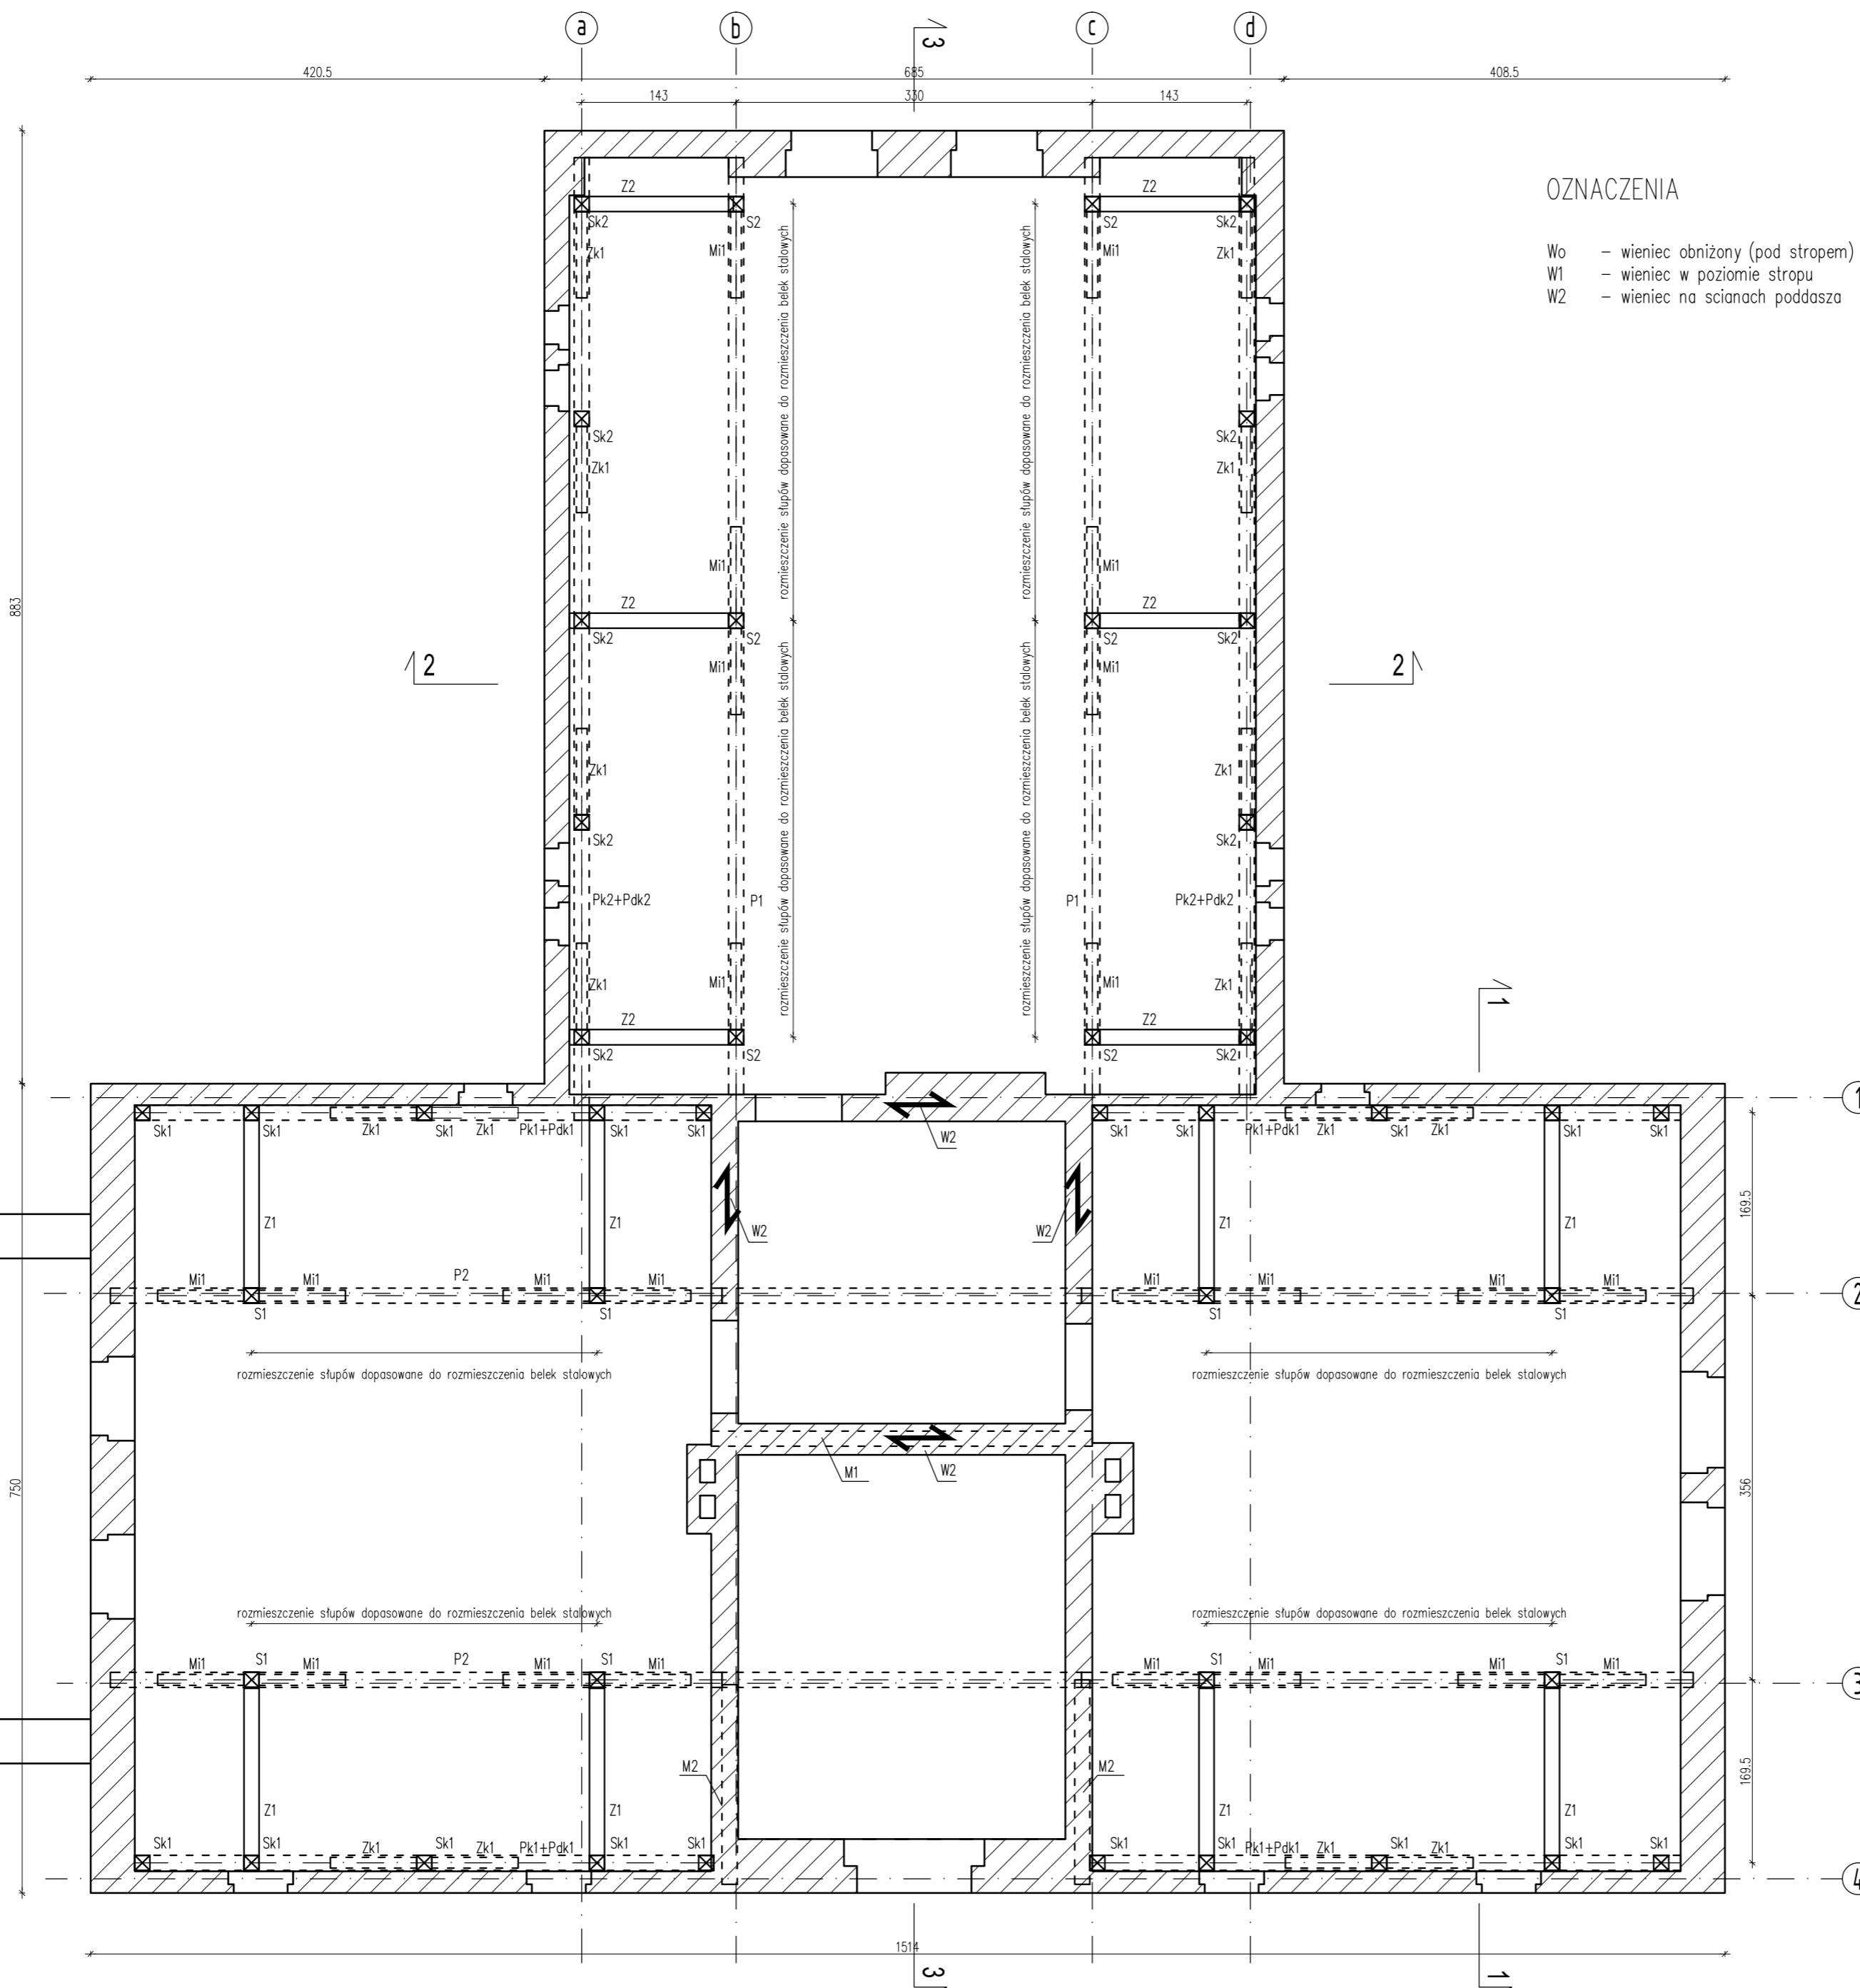 a b c d
3
420.5 685 408.5
143 330 143
OZNACZENIA
Wo – wieniec obniżony (pod stropem)
W1 – wieniec w poziomie stropu
W2 – wieniec na scianach poddasza
Z2 Z2
Sk2 S2 S2 Sk2
Zk1 Mi1 Mi1 Zk1
rozmieszczenie słupów dopasowane do rozmieszczenia belek stalowych
rozmieszczenie słupów dopasowane do rozmieszczenia belek stalowych
Sk2 Sk2
Zk1 Zk1
Mi1 Mi1
883
Z2 Z2
Sk2 S2 S2 Sk2
2 Mi1 Mi1 2
rozmieszczenie słupów dopasowane do rozmieszczenia belek stalowych
rozmieszczenie słupów dopasowane do rozmieszczenia belek stalowych
Zk1 Zk1
Sk2 Sk2
Pk2+Pdk2 P1 P1 Pk2+Pdk2
Zk1 Mi1 Mi1 Zk1
1
Z2 Z2
Sk2 S2 S2 Sk2
1
Sk1 Sk1 Zk1 Sk1 Zk1 Pk1+Pdk1 Sk1 Sk1 W2 Sk1 Sk1 Pk1+Pdk1 Zk1 Sk1 Zk1 Sk1 Sk1
169.5
Z1 Z1 W2 W2 Z1 Z1
Mi1 Mi1 P2 Mi1 Mi1 Mi1 Mi1 Mi1 Mi1
2
S1 S1 S1 S1
rozmieszczenie słupów dopasowane do rozmieszczenia belek stalowych
rozmieszczenie słupów dopasowane do rozmieszczenia belek stalowych
M1 W2
750 356
rozmieszczenie słupów dopasowane do rozmieszczenia belek stalowych
rozmieszczenie słupów dopasowane do rozmieszczenia belek stalowych
Mi1 S1 Mi1 P2 Mi1 S1 Mi1 Mi1 S1 Mi1 Mi1 S1 Mi1
3
M2 M2
169.5
Z1 Z1 Z1 Z1
Sk1 Sk1 Zk1 Sk1 Zk1 Pk1+Pdk1 Sk1 Sk1 Sk1 Sk1 Pk1+Pdk1 Zk1 Sk1 Zk1 Sk1 Sk1
4
1514
3 1